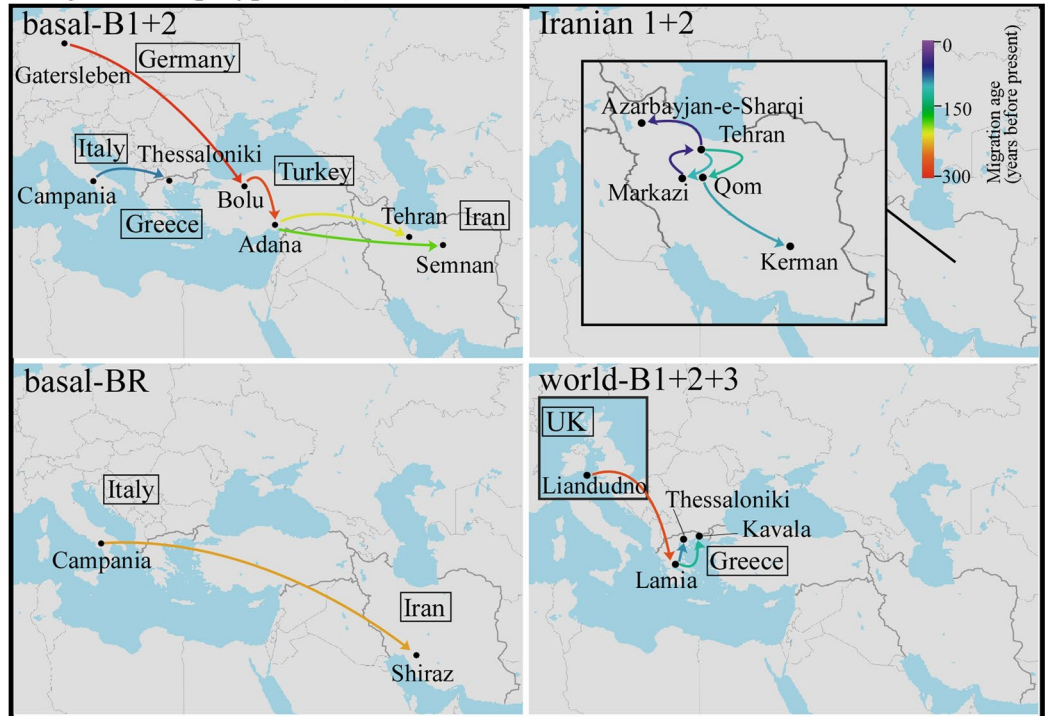 basal-B1+2
Germany
Gatersleben
Italy
Thessaloniki
Turkey
Campania
Bolu
Greece
Tehran
Iran
Adana
Semnan
Iranian 1+2
0
150
300
Migration age
(years before present)
Azarbayjan-e-Sharqi
Tehran
Markazi
Qom
Kerman
basal-BR
Italy
Campania
Iran
Shiraz
world-B1+2+3
UK
Liandudno
Thessaloniki
Kavala
Greece
Lamia